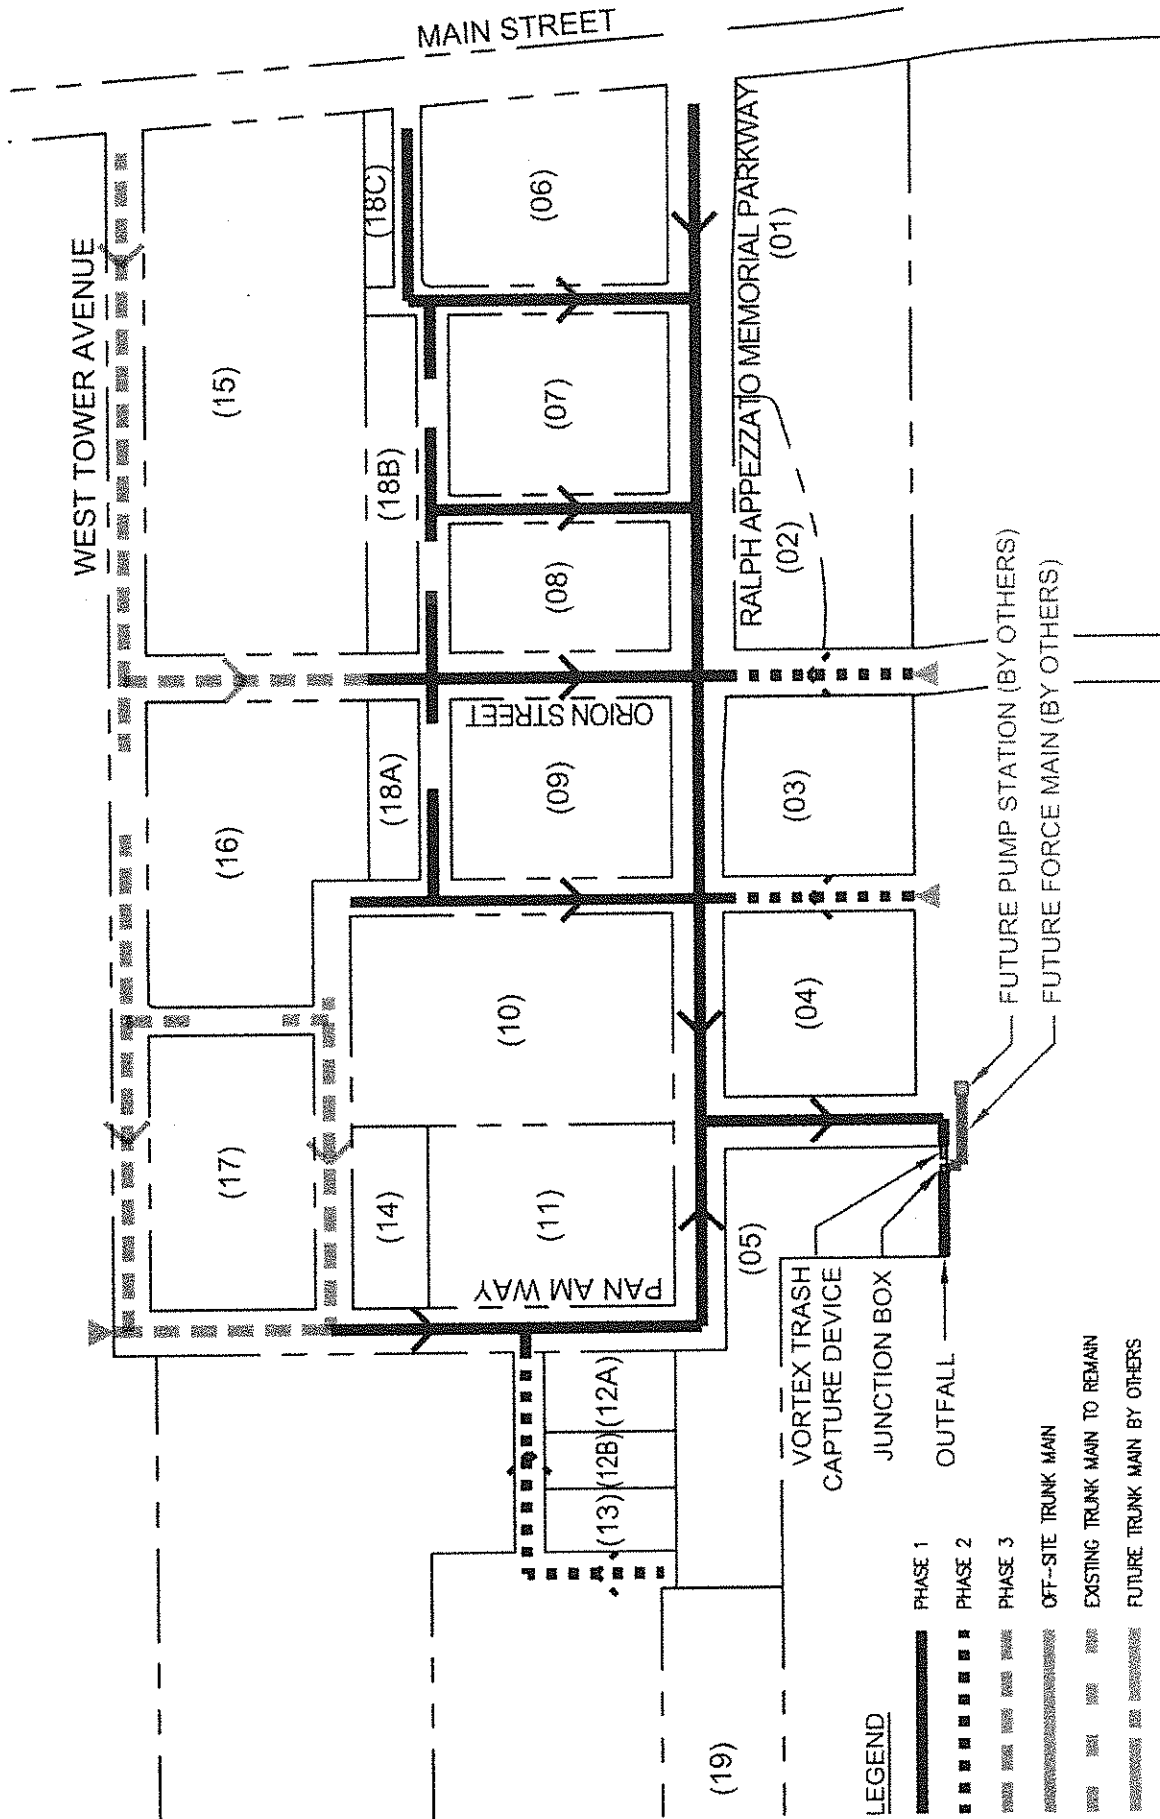 MAIN STREET
WEST TOWER AVENUE
(15)
(18C)
(06)
RALPH APPEZZATO MEMORIAL PARKWAY
(01)
(18B)
(07)
(02)
(08)
(16)
(18A)
ORION STREET
(09)
(03)
(17)
(10)
(04)
(14)
(11)
PAN AM WAY
(05)
(12A)
(12B)
(13)
(19)
FUTURE PUMP STATION (BY OTHERS)
FUTURE FORCE MAIN (BY OTHERS)
VORTEX TRASH
CAPTURE DEVICE
JUNCTION BOX
OUTFALL
LEGEND
PHASE 1
PHASE 2
PHASE 3
OFF-SITE TRUNK MAIN
EXISTING TRUNK MAIN TO REMAIN
FUTURE TRUNK MAIN BY OTHERS